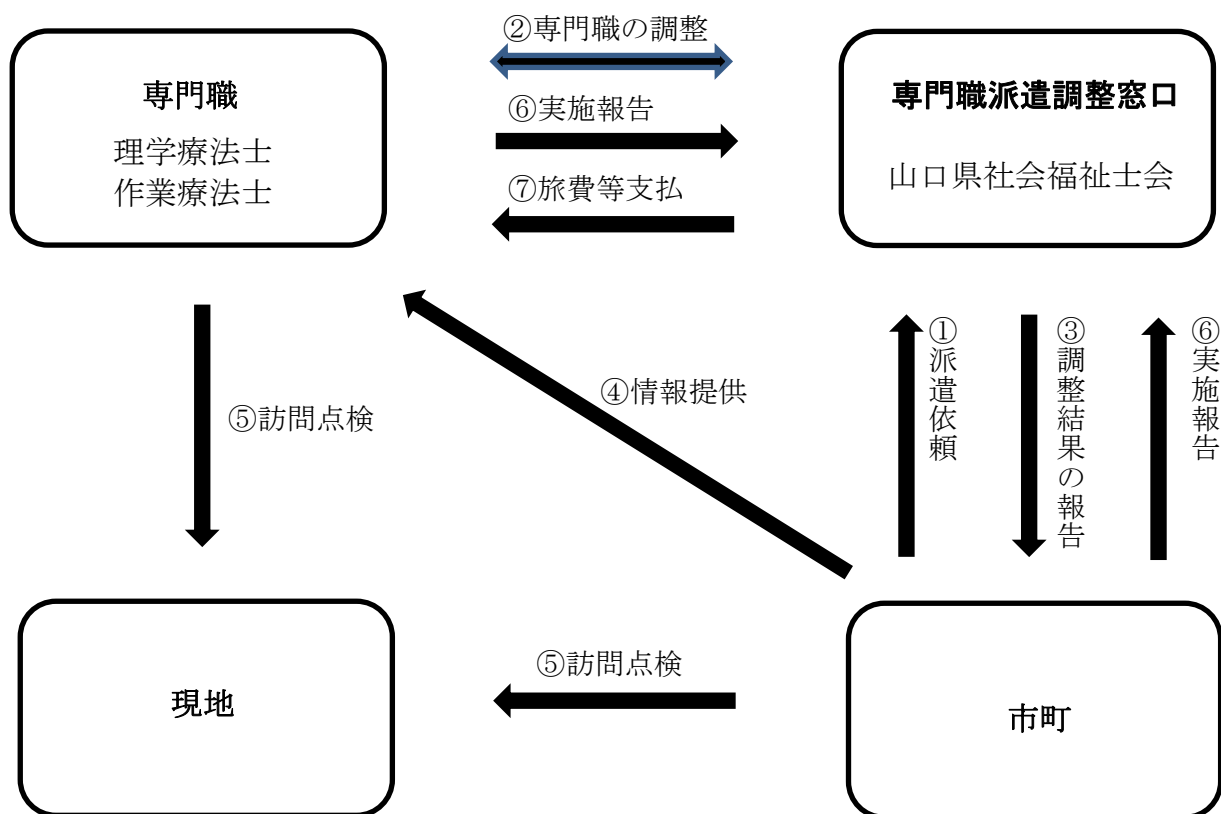 ②専門職の調整
専門職
理学療法士
作業療法士
⑥実施報告
⑦旅費等支払
専門職派遣調整窓口
山口県社会福祉士会
①派遣依頼
③調整結果の報告
⑥実施報告
④情報提供
⑤訪問点検
⑤訪問点検
現地
市町